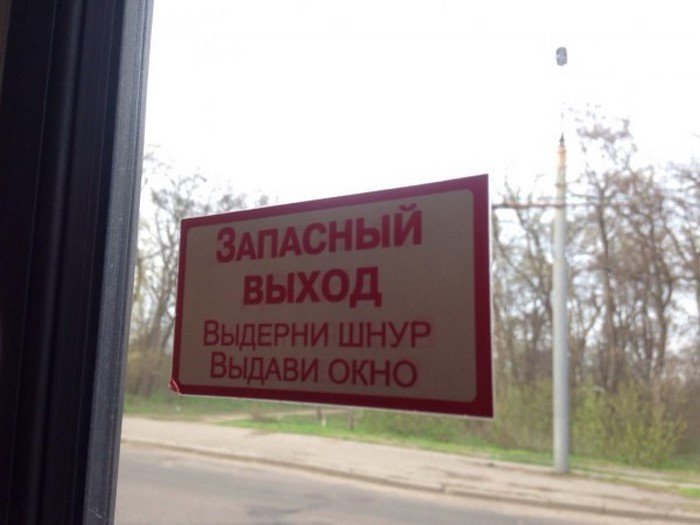 Запасный
выход
Выдерни шнур
Выдави окно